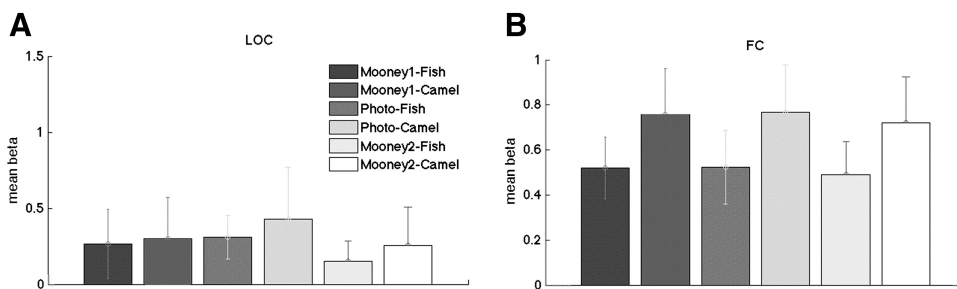 A
LOC
1.5
1
0.5
0
mean beta
Mooney1-Fish
Mooney1-Camel
Photo-Fish
Photo-Camel
Mooney2-Fish
Mooney2-Camel
B
FC
1
0.8
0.6
0.4
0.2
0
mean beta